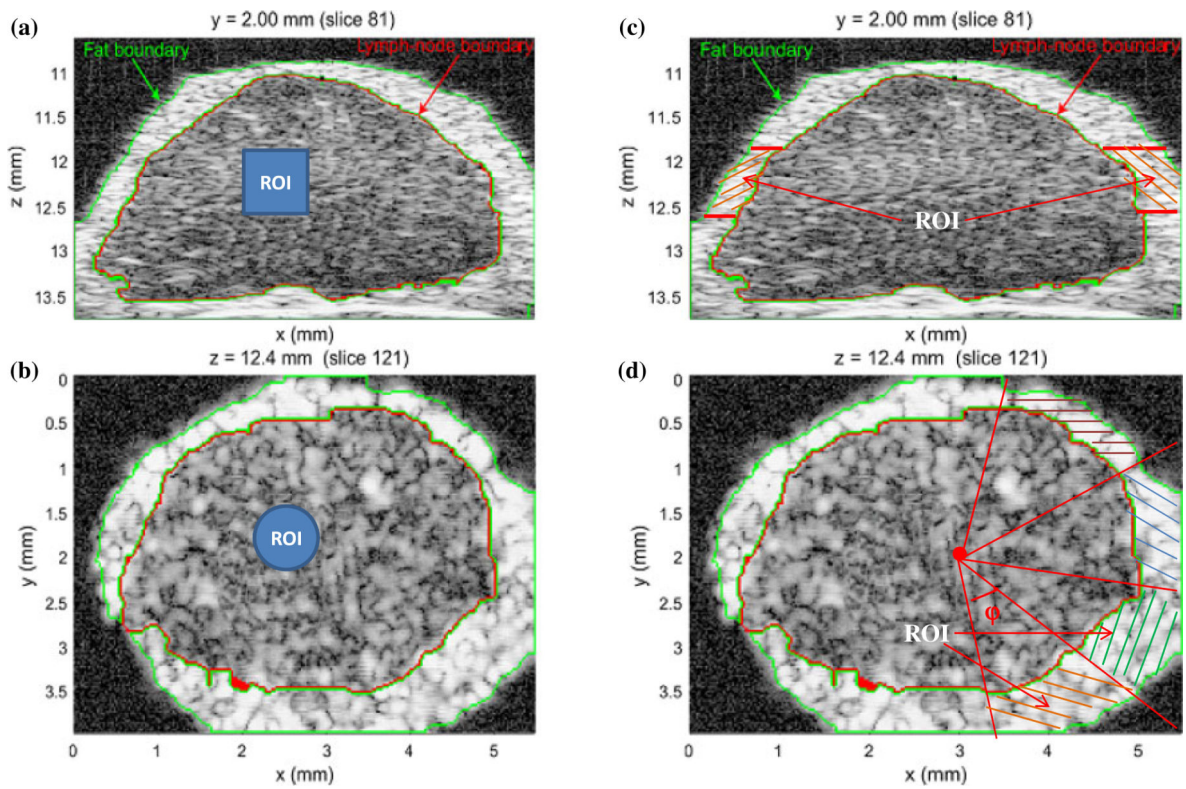 (a)
y = 2.00 mm (slice 81)
Fat boundary
Lymph-node boundary
ROI
z (mm)
11
11.5
12
12.5
13
13.5
x (mm)
(c)
y = 2.00 mm (slice 81)
Fat boundary
Lymph-node boundary
ROI
z (mm)
11
11.5
12
12.5
13
13.5
x (mm)
(b)
z = 12.4 mm (slice 121)
ROI
y (mm)
0
0.5
1
1.5
2
2.5
3
3.5
0 1 2 3 4 5
x (mm)
(d)
z = 12.4 mm (slice 121)
φ
ROI
y (mm)
0
0.5
1
1.5
2
2.5
3
3.5
0 1 2 3 4 5
x (mm)